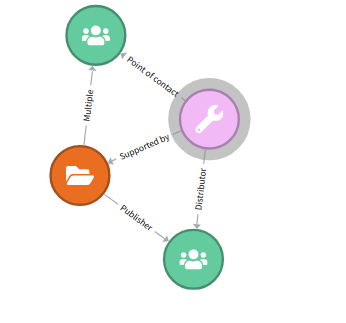 Point of contact
Multiple
Supported by
Distributor
Publisher